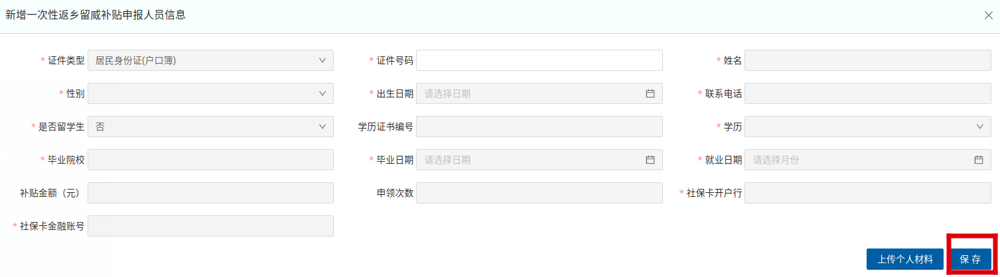 新增一次性返乡留威补贴申报人员信息
* 证件类型 居民身份证(户口簿) * 证件号码 * 姓名
* 性别 * 出生日期 请选择日期 * 联系电话
* 是否留学生 否 学历证书编号 * 学历
* 毕业院校 * 毕业日期 请选择日期 * 就业日期 请选择月份
补贴金额（元） 申领次数 * 社保卡开户行
* 社保卡金融账号
上传个人材料 保 存